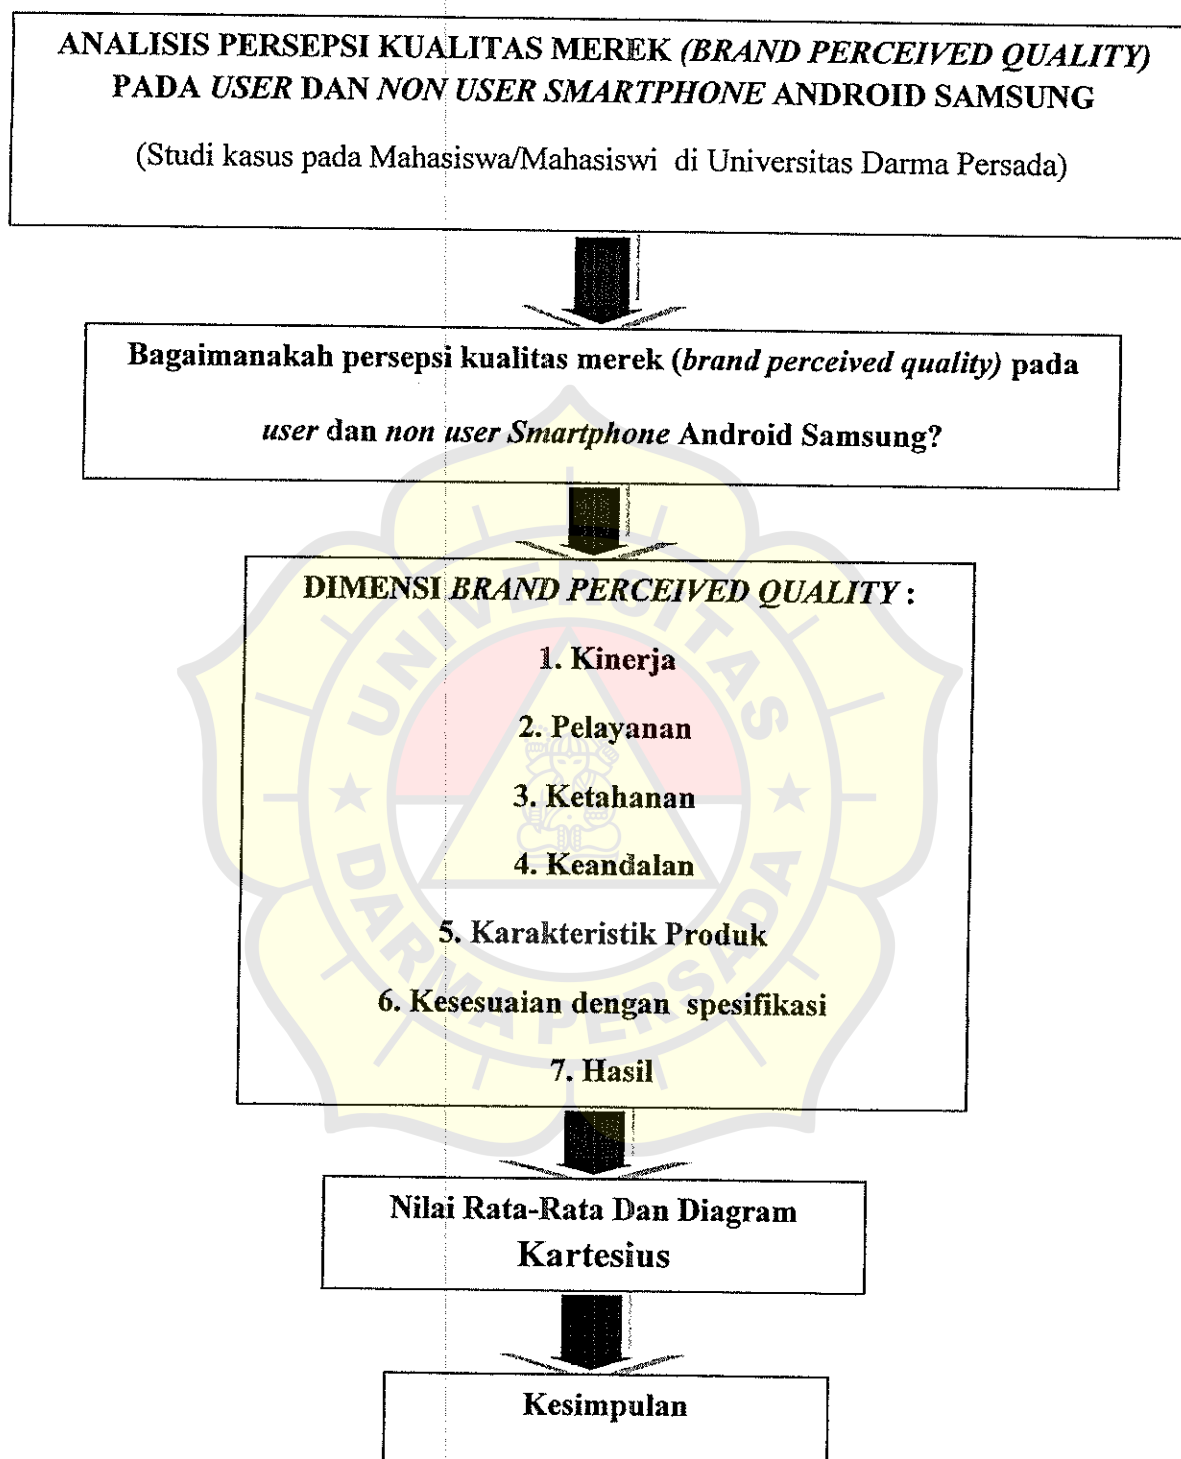 ANALISIS PERSEPSI KUALITAS MEREK (BRAND PERCEIVED QUALITY)
PADA USER DAN NON USER SMARTPHONE ANDROID SAMSUNG
(Studi kasus pada Mahasiswa/Mahasiswi di Universitas Darma Persada)
Bagaimanakah persepsi kualitas merek (brand perceived quality) pada
user dan non user Smartphone Android Samsung?
DIMENSI BRAND PERCEIVED QUALITY :
1. Kinerja
2. Pelayanan
3. Ketahanan
4. Keandalan
5. Karakteristik Produk
6. Kesesuaian dengan spesifikasi
7. Hasil
Nilai Rata-Rata Dan Diagram
Kartesius
Kesimpulan
UNIVERSITAS
DARMA PERSADA